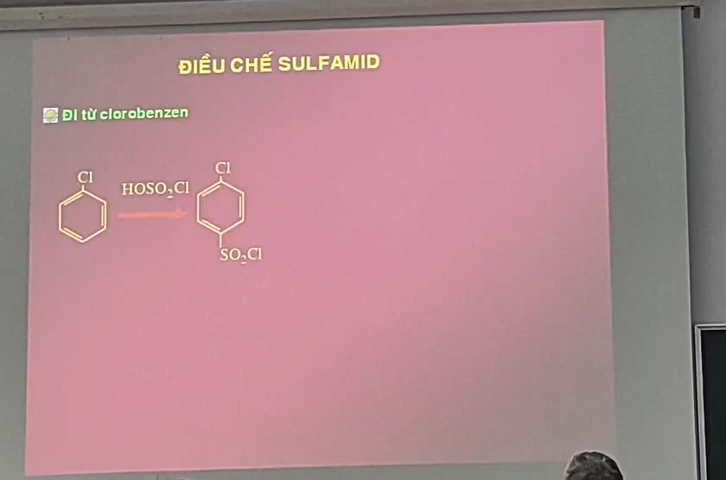 ĐIỀU CHẾ SULFAMID
Đi từ clorobenzen
Cl
HOSO₂Cl
Cl
SO₂Cl